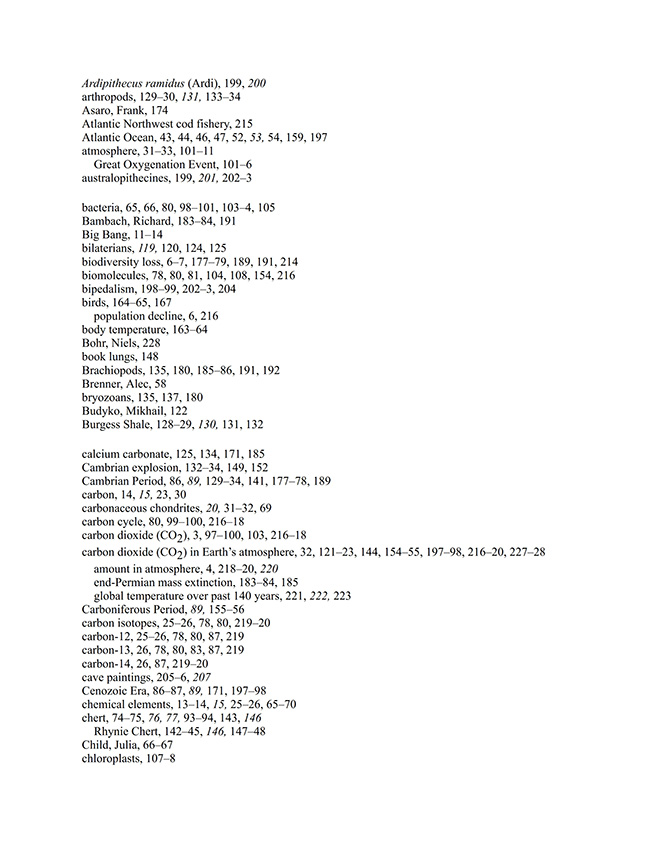 Ardipithecus ramidus (Ardi), 199, 200
arthropods, 129–30, 131, 133–34
Asaro, Frank, 174
Atlantic Northwest cod fishery, 215
Atlantic Ocean, 43, 44, 46, 47, 52, 53, 54, 159, 197
atmosphere, 31–33, 101–11
Great Oxygenation Event, 101–6
australopithecines, 199, 201, 202–3
bacteria, 65, 66, 80, 98–101, 103–4, 105
Bambach, Richard, 183–84, 191
Big Bang, 11–14
bilaterians, 119, 120, 124, 125
biodiversity loss, 6–7, 177–79, 189, 191, 214
biomolecules, 78, 80, 81, 104, 108, 154, 216
bipedalism, 198–99, 202–3, 204
birds, 164–65, 167
population decline, 6, 216
body temperature, 163–64
Bohr, Niels, 228
book lungs, 148
Brachiopods, 135, 180, 185–86, 191, 192
Brenner, Alec, 58
bryozoans, 135, 137, 180
Budyko, Mikhail, 122
Burgess Shale, 128–29, 130, 131, 132
calcium carbonate, 125, 134, 171, 185
Cambrian explosion, 132–34, 149, 152
Cambrian Period, 86, 89, 129–34, 141, 177–78, 189
carbon, 14, 15, 23, 30
carbonaceous chondrites, 20, 31–32, 69
carbon cycle, 80, 99–100, 216–18
carbon dioxide (CO2), 3, 97–100, 103, 216–18
carbon dioxide (CO2) in Earth's atmosphere, 32, 121–23, 144, 154–55, 197–98, 216–20, 227–28
amount in atmosphere, 4, 218–20, 220
end-Permian mass extinction, 183–84, 185
global temperature over past 140 years, 221, 222, 223
Carboniferous Period, 89, 155–56
carbon isotopes, 25–26, 78, 80, 219–20
carbon-12, 25–26, 78, 80, 87, 219
carbon-13, 26, 78, 80, 83, 87, 219
carbon-14, 26, 87, 219–20
cave paintings, 205–6, 207
Cenozoic Era, 86–87, 89, 171, 197–98
chemical elements, 13–14, 15, 25–26, 65–70
chert, 74–75, 76, 77, 93–94, 143, 146
Rhynie Chert, 142–45, 146, 147–48
Child, Julia, 66–67
chloroplasts, 107–8